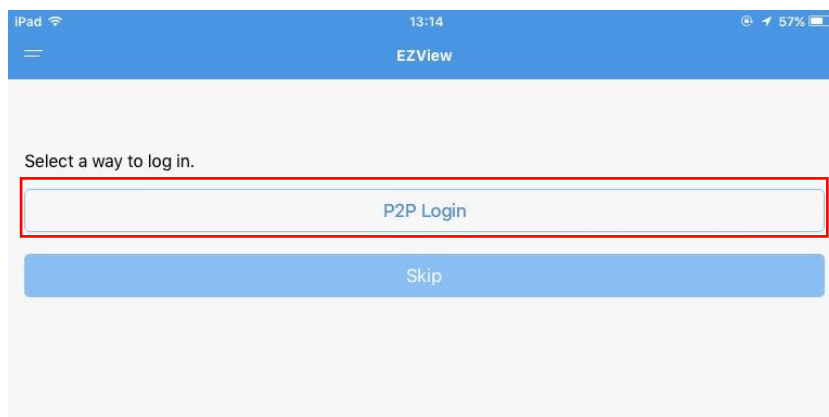 iPad 13:14 57%
EZView
Select a way to log in.
P2P Login
Skip